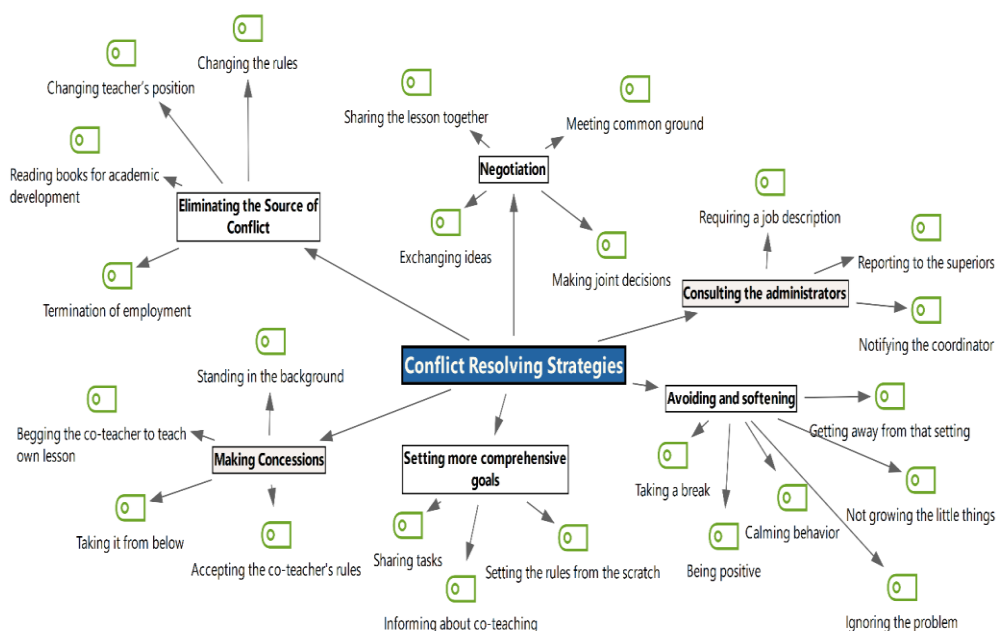 Changing the rules
Changing teacher's position
Sharing the lesson together
Meeting common ground
Reading books for academic
development
Negotiation
Eliminating the Source of
Conflict
Requiring a job description
Exchanging ideas
Making joint decisions
Reporting to the superiors
Consulting the administrators
Termination of employment
Notifying the coordinator
Conflict Resolving Strategies
Standing in the background
Avoiding and softening
Getting away from that setting
Begging the co-teacher to teach
own lesson
Making Concessions
Setting more comprehensive
goals
Taking a break
Not growing the little things
Calming behavior
Taking it from below
Sharing tasks
Accepting the co-teacher's rules
Setting the rules from the scratch
Being positive
Informing about co-teaching
Ignoring the problem